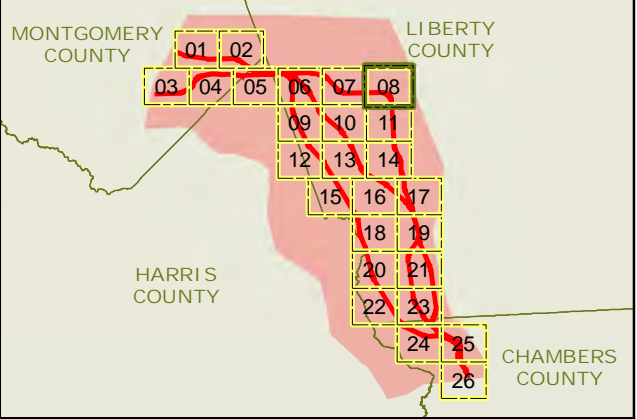 MONTGOMERY
COUNTY
LIBERTY
COUNTY
01 02
03 04 05 06 07 08
09 10 11
12 13 14
15 16 17
18 19
20 21
22 23
24 25
26
HARRIS
COUNTY
CHAMBERS
COUNTY